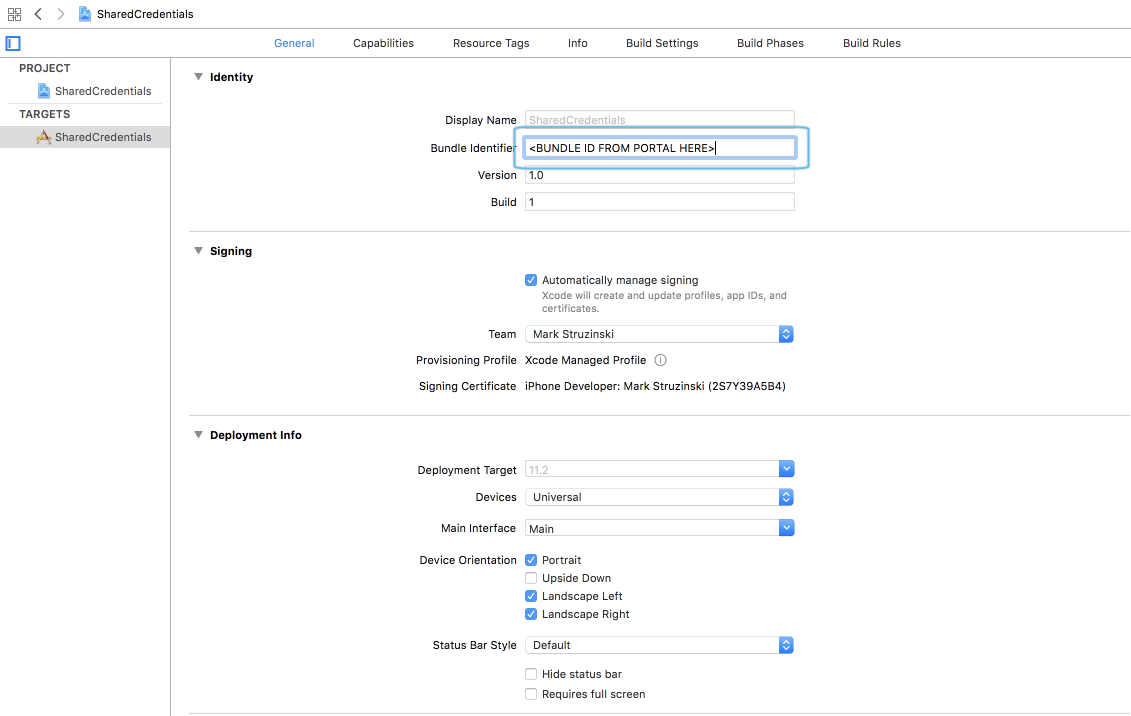 SharedCredentials
General Capabilities Resource Tags Info Build Settings Build Phases Build Rules
PROJECT
SharedCredentials
TARGETS
SharedCredentials
Identity
Display Name SharedCredentials
Bundle Identifier <BUNDLE ID FROM PORTAL HERE>
Version 1.0
Build 1
Signing
Automatically manage signing
Xcode will create and update profiles, app IDs, and
certificates.
Team Mark Struzinski
Provisioning Profile Xcode Managed Profile
Signing Certificate iPhone Developer: Mark Struzinski (2S7Y39A5B4)
Deployment Info
Deployment Target 11.2
Devices Universal
Main Interface Main
Device Orientation Portrait
Upside Down
Landscape Left
Landscape Right
Status Bar Style Default
Hide status bar
Requires full screen